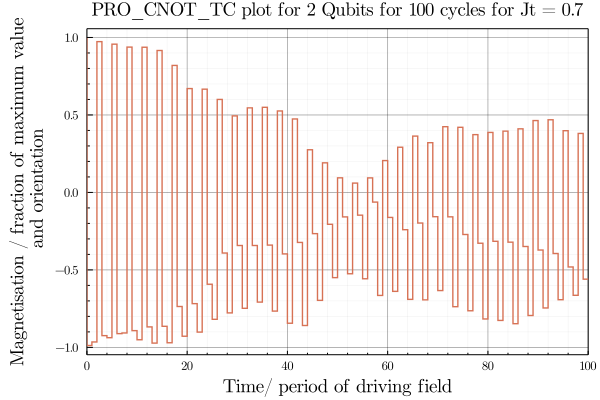 PRO_CNOT_TC plot for 2 Qubits for 100 cycles for Jt = 0.7
Magnetisation / fraction of maximum value
and orientation
1.0
0.5
0.0
−0.5
−1.0
0 20 40 60 80 100
Time/ period of driving field